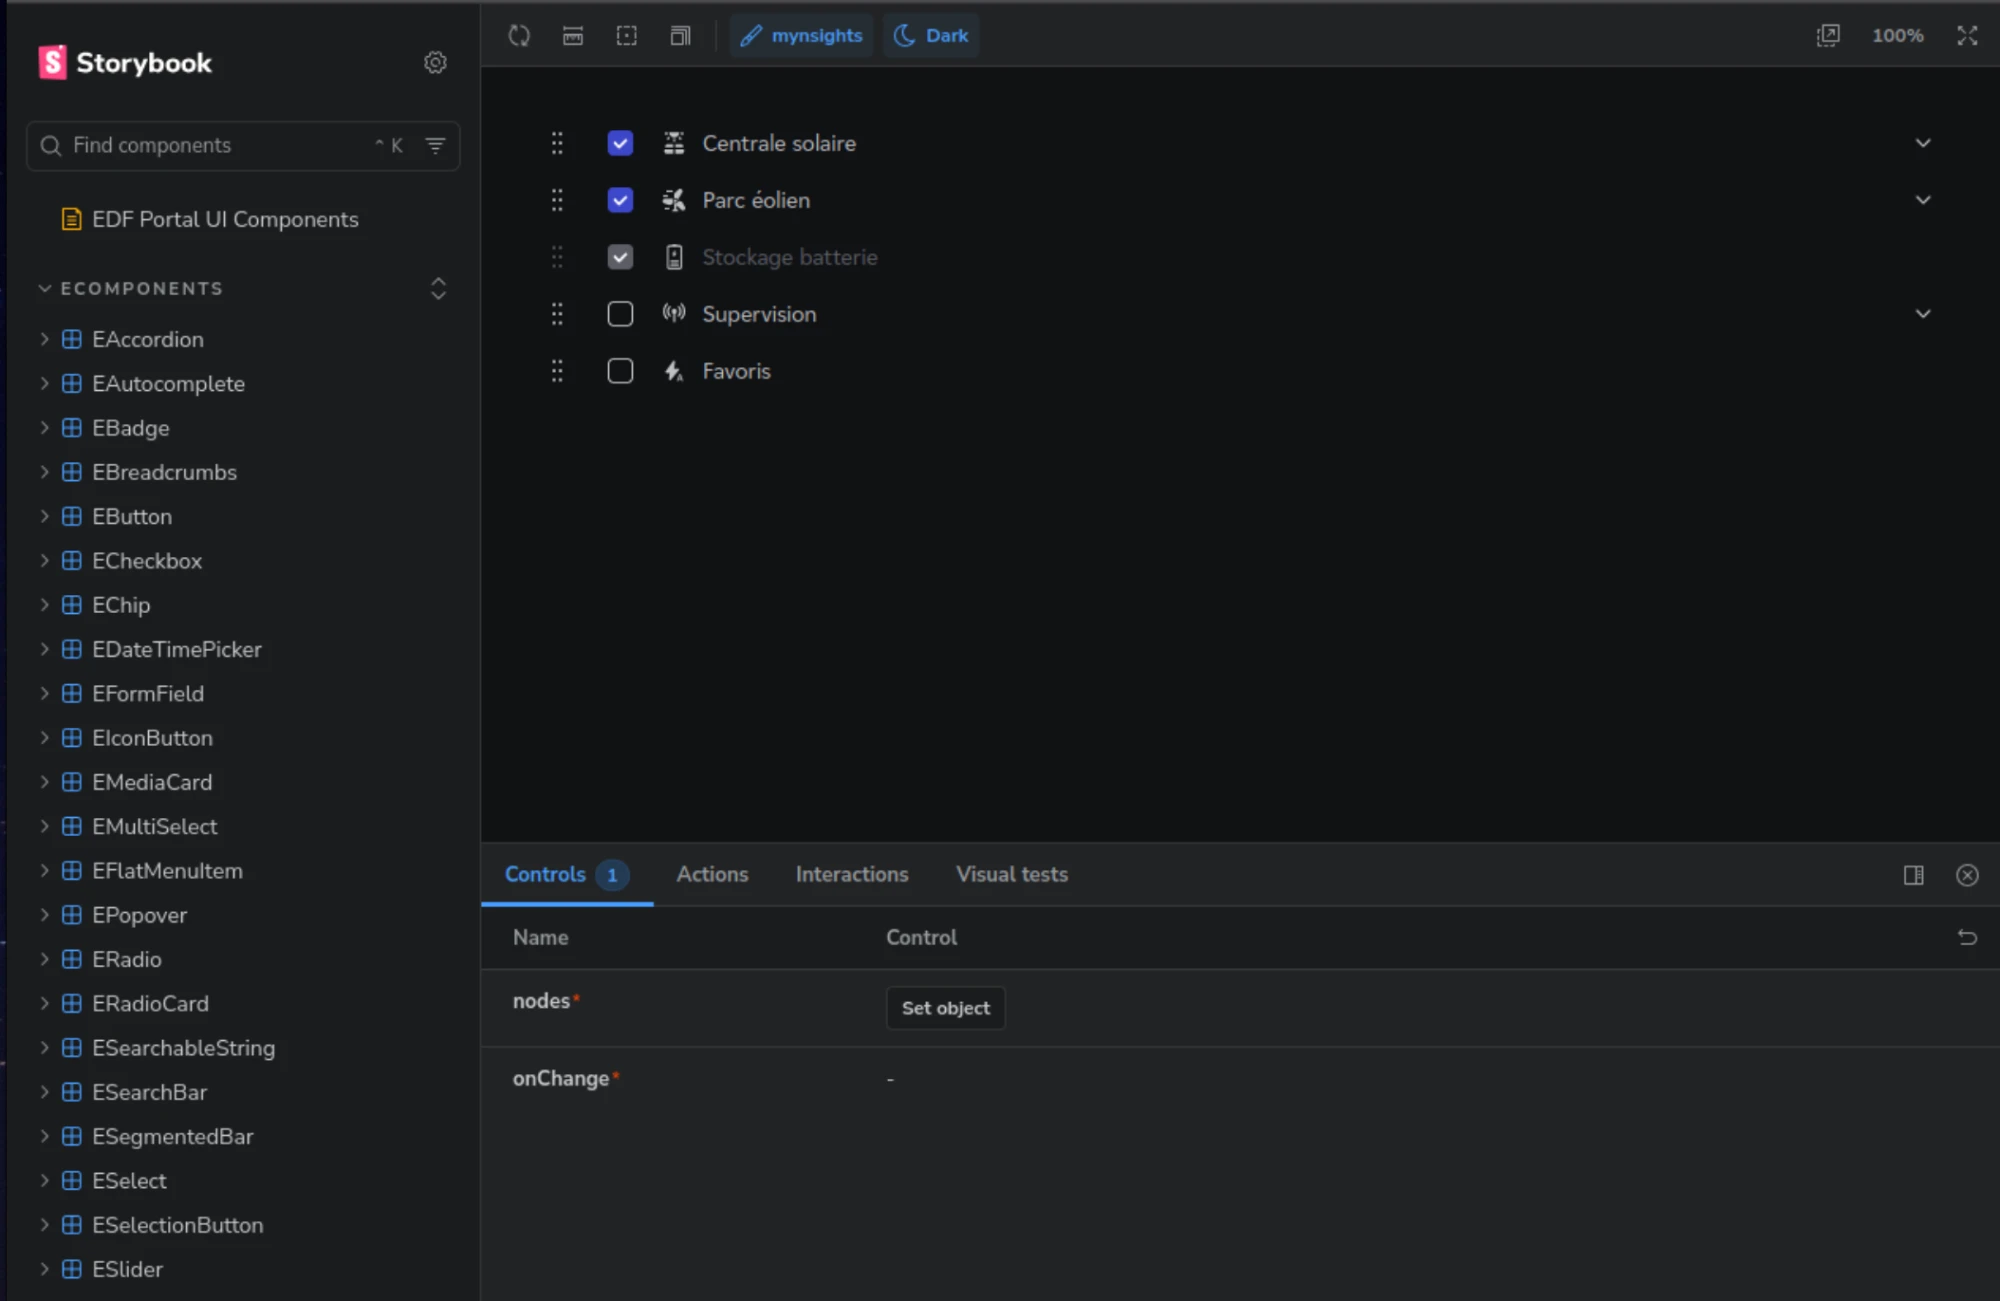 Storybook
Find components
^ K
EDF Portal UI Components
ECOMPONENTS
EAccordion
EAutocomplete
EBadge
EBreadcrumbs
EButton
ECheckbox
EChip
EDateTimePicker
EFormField
EIconButton
EMediaCard
EMultiSelect
EFlatMenuItem
EPopover
ERadio
ERadioCard
ESearchableString
ESearchBar
ESegmentedBar
ESelect
ESelectionButton
ESlider
mynsights
Dark
100%
Centrale solaire
Parc éolien
Stockage batterie
Supervision
Favoris
Controls 1
Actions
Interactions
Visual tests
Name
Control
nodes*
Set object
onChange*
-